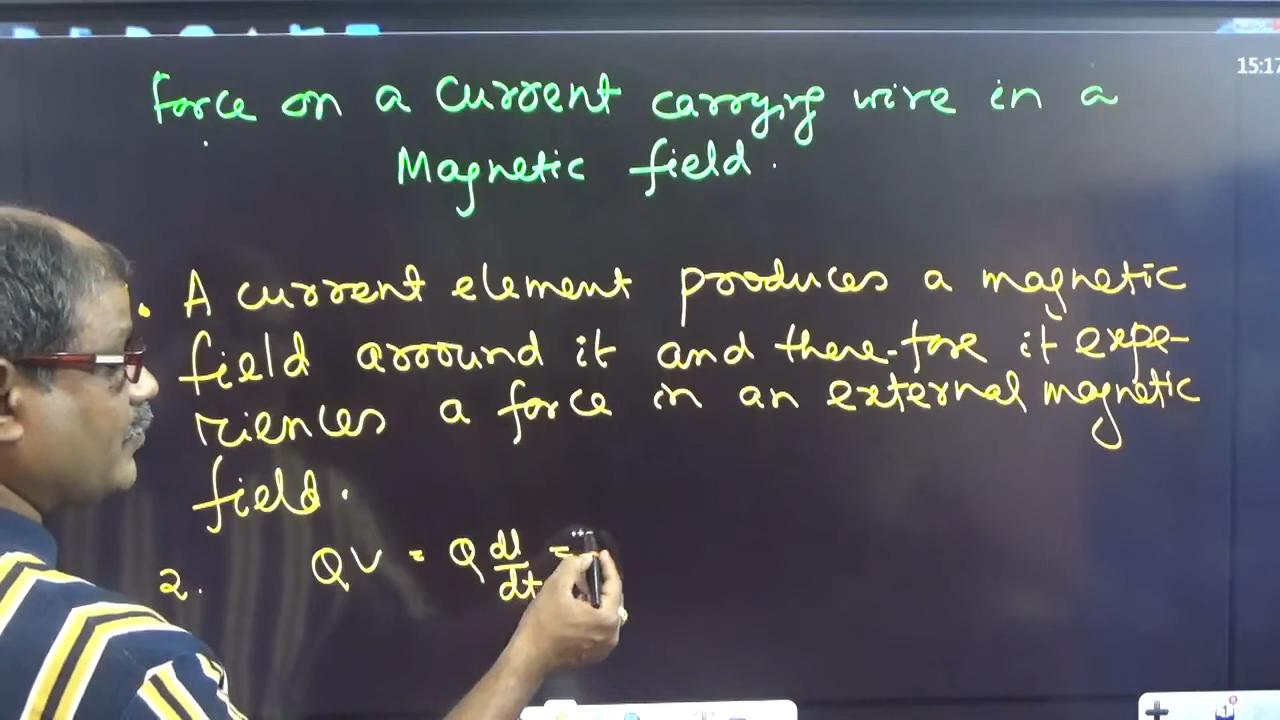 15:17
Force on a current carrying wire in a
Magnetic field.
. A current element produces a magnetic
field around it and therefore it expe-
riences a force in an external magnetic
field.
2. QV = Q dl/dt =